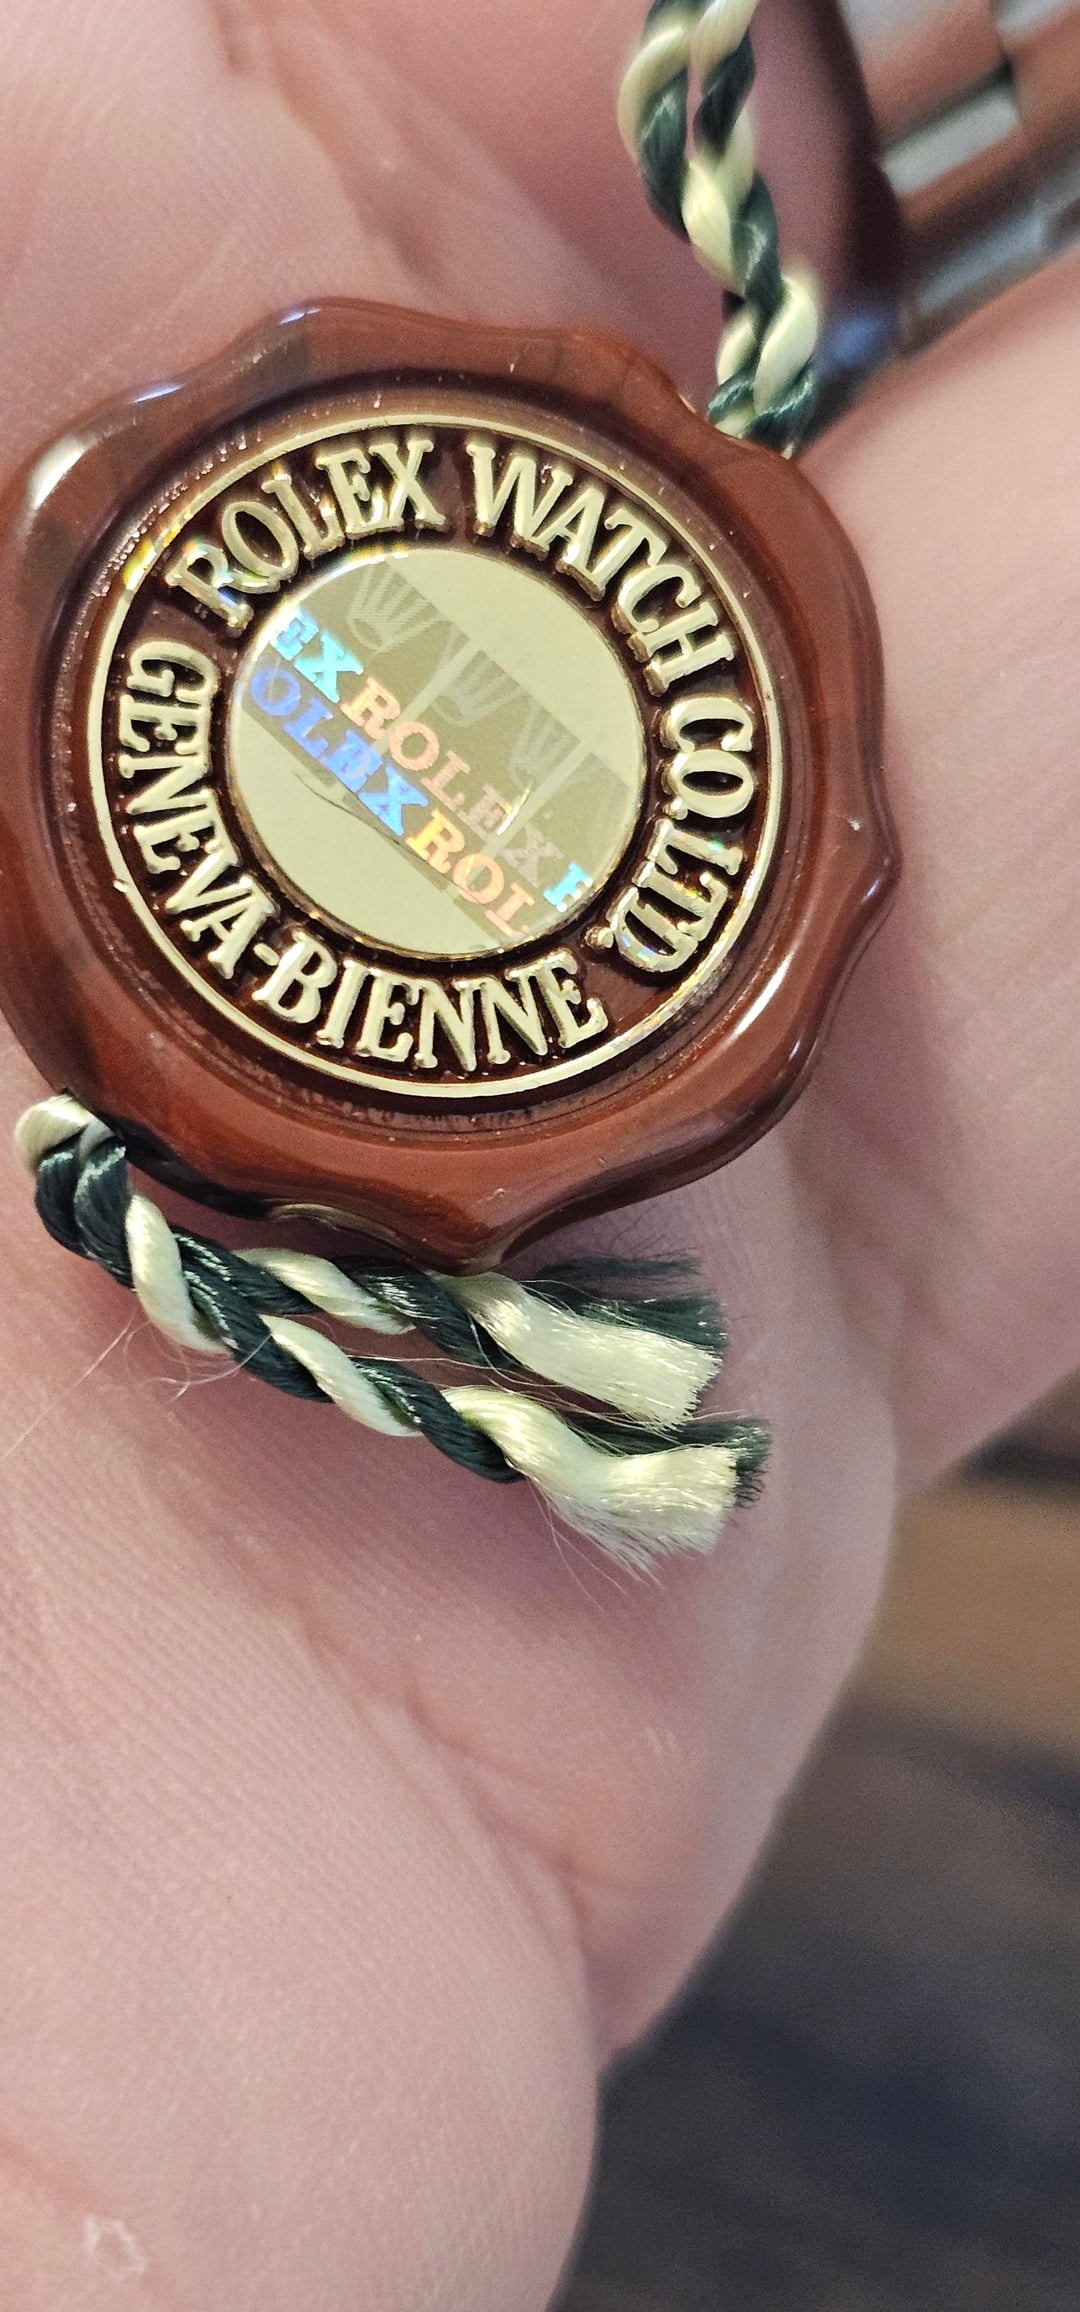 ROLEX WATCH CO. LTD.
GENEVA-BIENNE
EX ROLEX
OLEX ROL